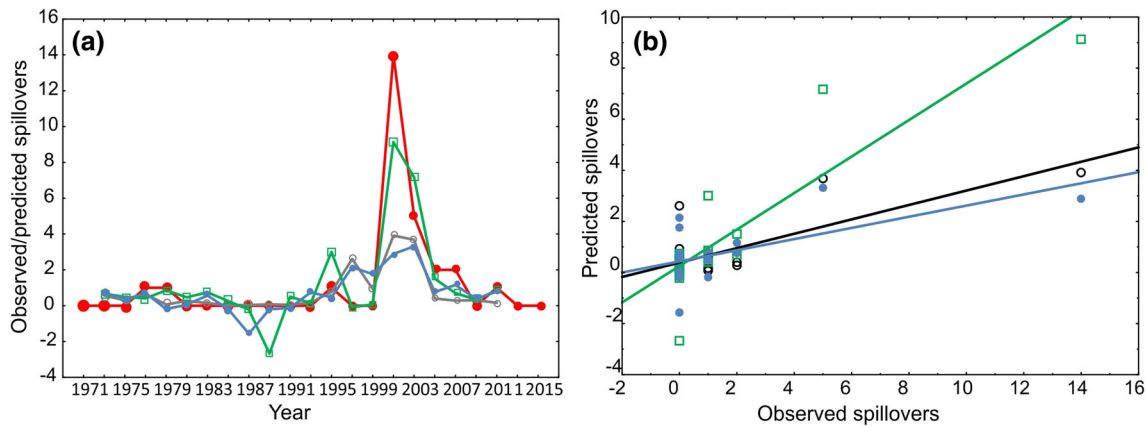 (a)
Observed/predicted spillovers
16
14
12
10
8
6
4
2
0
-2
-4
1971 1975 1979 1983 1987 1991 1995 1999 2003 2007 2011 2015
Year
(b)
Predicted spillovers
10
8
6
4
2
0
-2
-4
-2 0 2 4 6 8 10 12 14 16
Observed spillovers